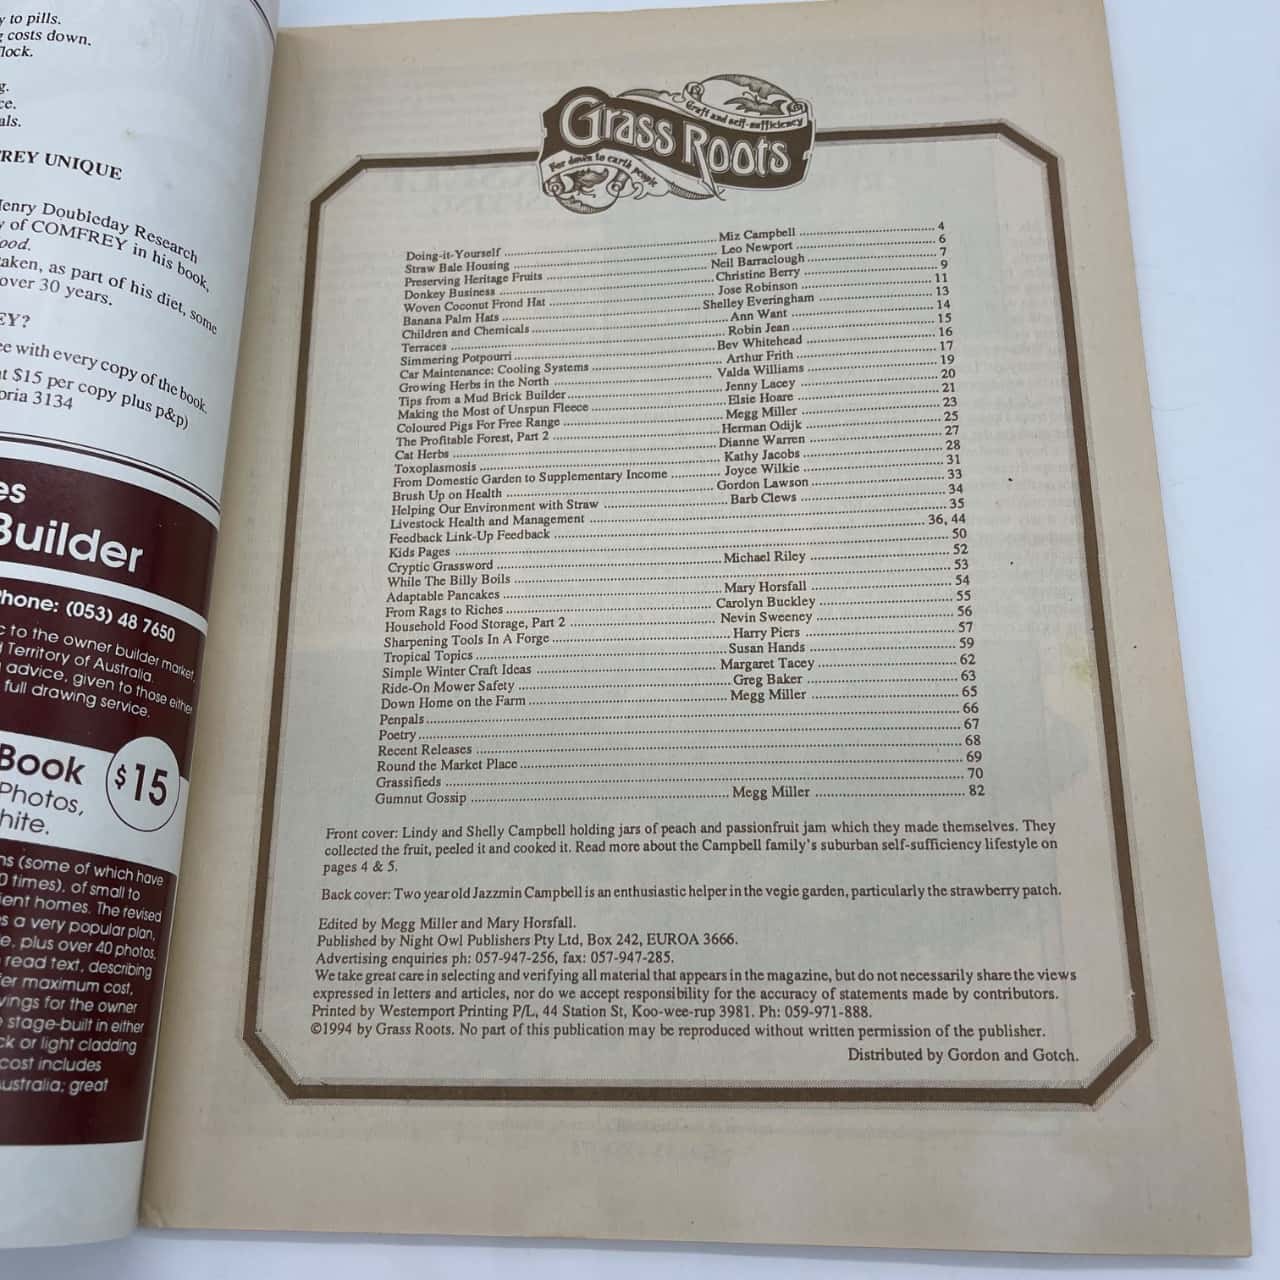 y to pills.
costs down.
flock.
g.
ce.
als.
FREY UNIQUE
Henry Doubleday Research
y of COMFREY in his book,
ood.
taken, as part of his diet, some
over 30 years.
EY?
ee with every copy of the book.
at $15 per copy plus p&p)
oria 3134
es
Builder
Phone: (053) 48 7650
c to the owner builder market
Territory of Australia.
advice, given to those either
full drawing service.
Book
$15
Photos,
hite.
ns (some of which have
0 times), of small to
ient homes. The revised
s a very popular plan,
e, plus over 40 photos,
read text, describing
fer maximum cost,
vings for the owner
stage-built in either
ck or light cladding
cost includes
ustralia; great
Craft and self-sufficiency
Grass Roots
For down to earth people
Doing-it-Yourself Miz Campbell 4
Straw Bale Housing Leo Newport 6
Preserving Heritage Fruits Neil Barraclough 7
Donkey Business Christine Berry 9
Woven Coconut Frond Hat Jose Robinson 11
Banana Palm Hats Shelley Everingham 13
Children and Chemicals Ann Want 14
Terraces Robin Jean 15
Simmering Potpourri Bev Whitehead 16
Car Maintenance: Cooling Systems Arthur Frith 17
Growing Herbs in the North Valda Williams 19
Tips from a Mud Brick Builder Jenny Lacey 20
Making the Most of Unspun Fleece Elsie Hoare 21
Coloured Pigs For Free Range Megg Miller 23
The Profitable Forest, Part 2 Herman Odijk 25
Cat Herbs Dianne Warren 27
Toxoplasmosis Kathy Jacobs 28
From Domestic Garden to Supplementary Income Joyce Wilkie 31
Brush Up on Health Gordon Lawson 33
Helping Our Environment with Straw Barb Clews 34
Livestock Health and Management 35
Feedback Link-Up Feedback 36, 44
Kids Pages 50
Cryptic Grassword Michael Riley 52
While The Billy Boils 53
Adaptable Pancakes Mary Horsfall 54
From Rags to Riches Carolyn Buckley 55
Household Food Storage, Part 2 Nevin Sweeney 56
Sharpening Tools In A Forge Harry Piers 57
Tropical Topics Susan Hands 59
Simple Winter Craft Ideas Margaret Tacey 62
Ride-On Mower Safety Greg Baker 63
Down Home on the Farm Megg Miller 65
Penpals 66
Poetry 67
Recent Releases 68
Round the Market Place 69
Grassifieds 70
Gumnut Gossip Megg Miller 82
Front cover: Lindy and Shelly Campbell holding jars of peach and passionfruit jam which they made themselves. They
collected the fruit, peeled it and cooked it. Read more about the Campbell family's suburban self-sufficiency lifestyle on
pages 4 & 5.
Back cover: Two year old Jazzmin Campbell is an enthusiastic helper in the vegie garden, particularly the strawberry patch.
Edited by Megg Miller and Mary Horsfall.
Published by Night Owl Publishers Pty Ltd, Box 242, EUROA 3666.
Advertising enquiries ph: 057-947-256, fax: 057-947-285.
We take great care in selecting and verifying all material that appears in the magazine, but do not necessarily share the views
expressed in letters and articles, nor do we accept responsibility for the accuracy of statements made by contributors.
Printed by Westernport Printing P/L, 44 Station St, Koo-wee-rup 3981. Ph: 059-971-888.
©1994 by Grass Roots. No part of this publication may be reproduced without written permission of the publisher.
Distributed by Gordon and Gotch.